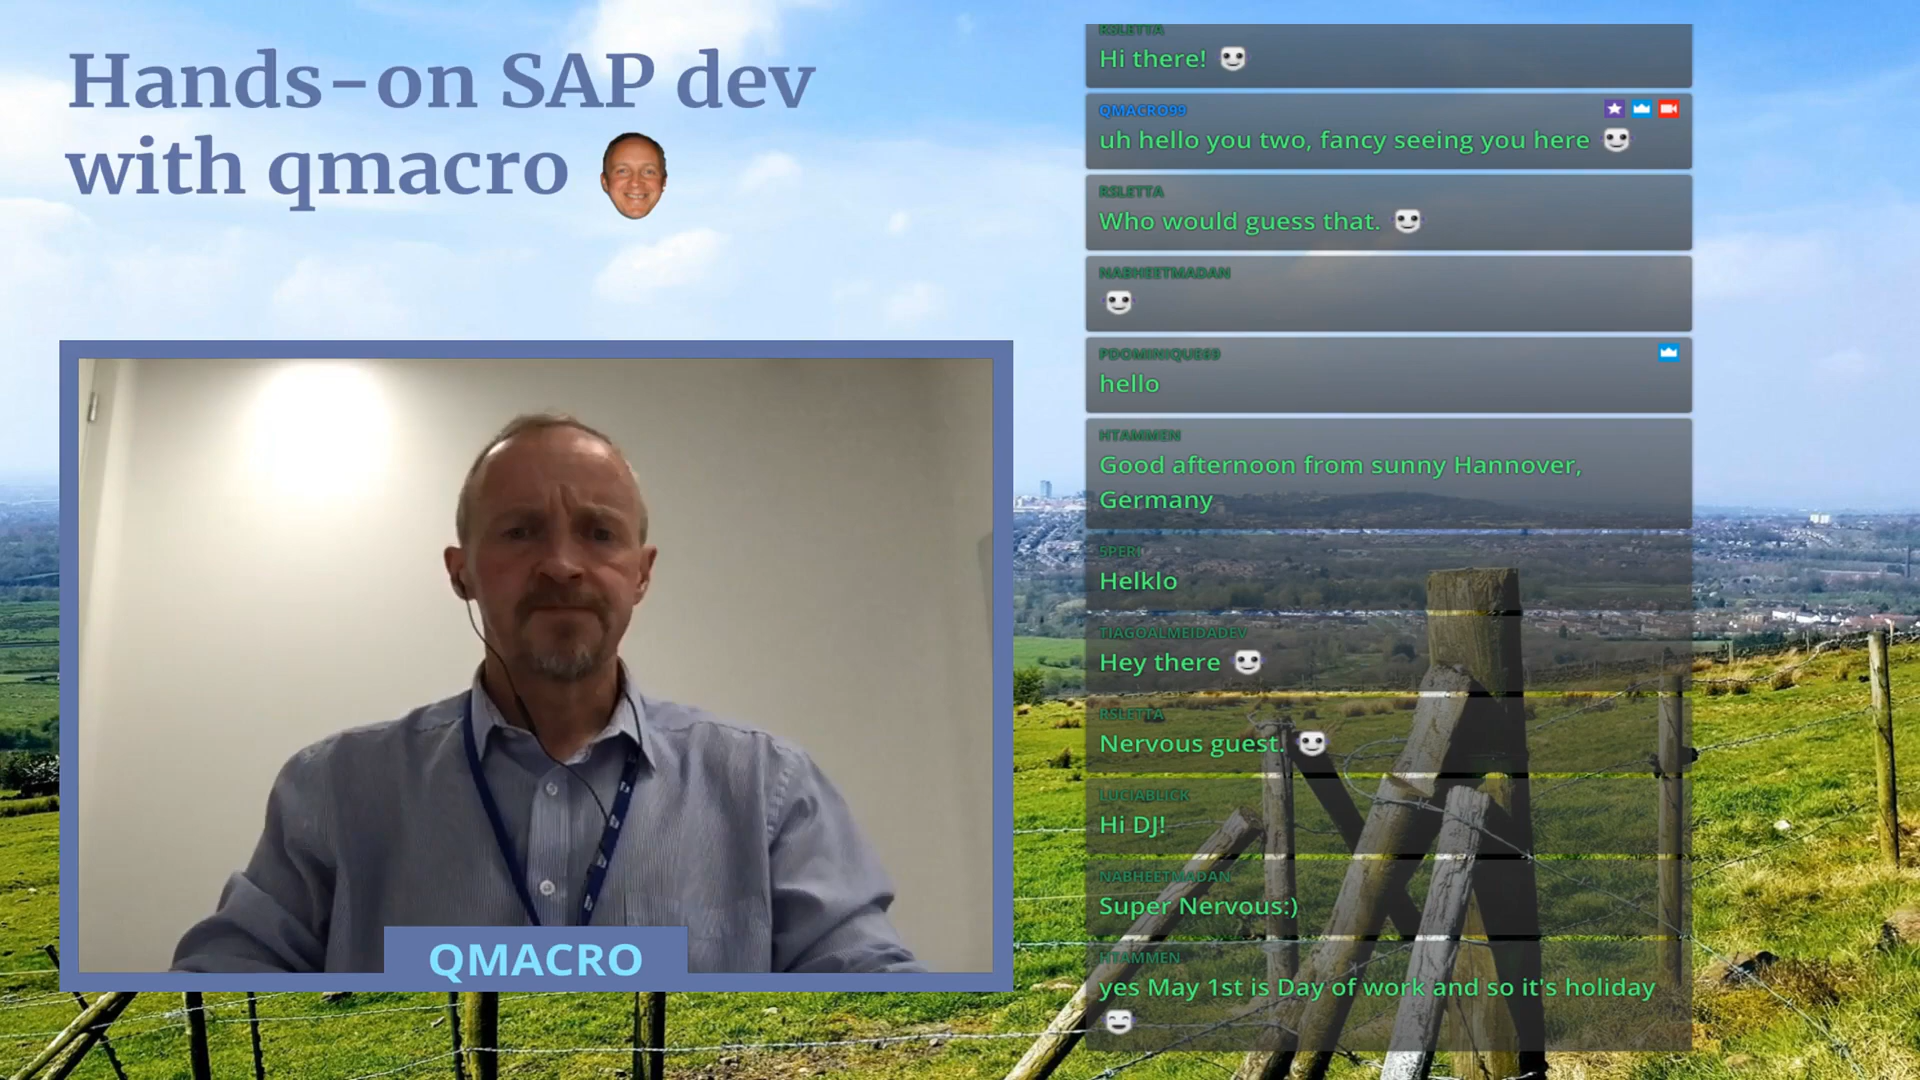 Hands-on SAP dev
with qmacro
QMACRO
RSLETTA
Hi there!
QMACRO99
uh hello you two, fancy seeing you here
RSLETTA
Who would guess that.
NABHEETMADAN
PDOMINIQUE89
hello
HTAMMEN
Good afternoon from sunny Hannover,
Germany
5PER!
Helklo
TIAGOALMEIDADEV
Hey there
RSLETTA
Nervous guest.
LUCIABLICK
Hi DJ!
NABHEETMADAN
Super Nervous:)
HTAMMEN
yes May 1st is Day of work and so it's holiday